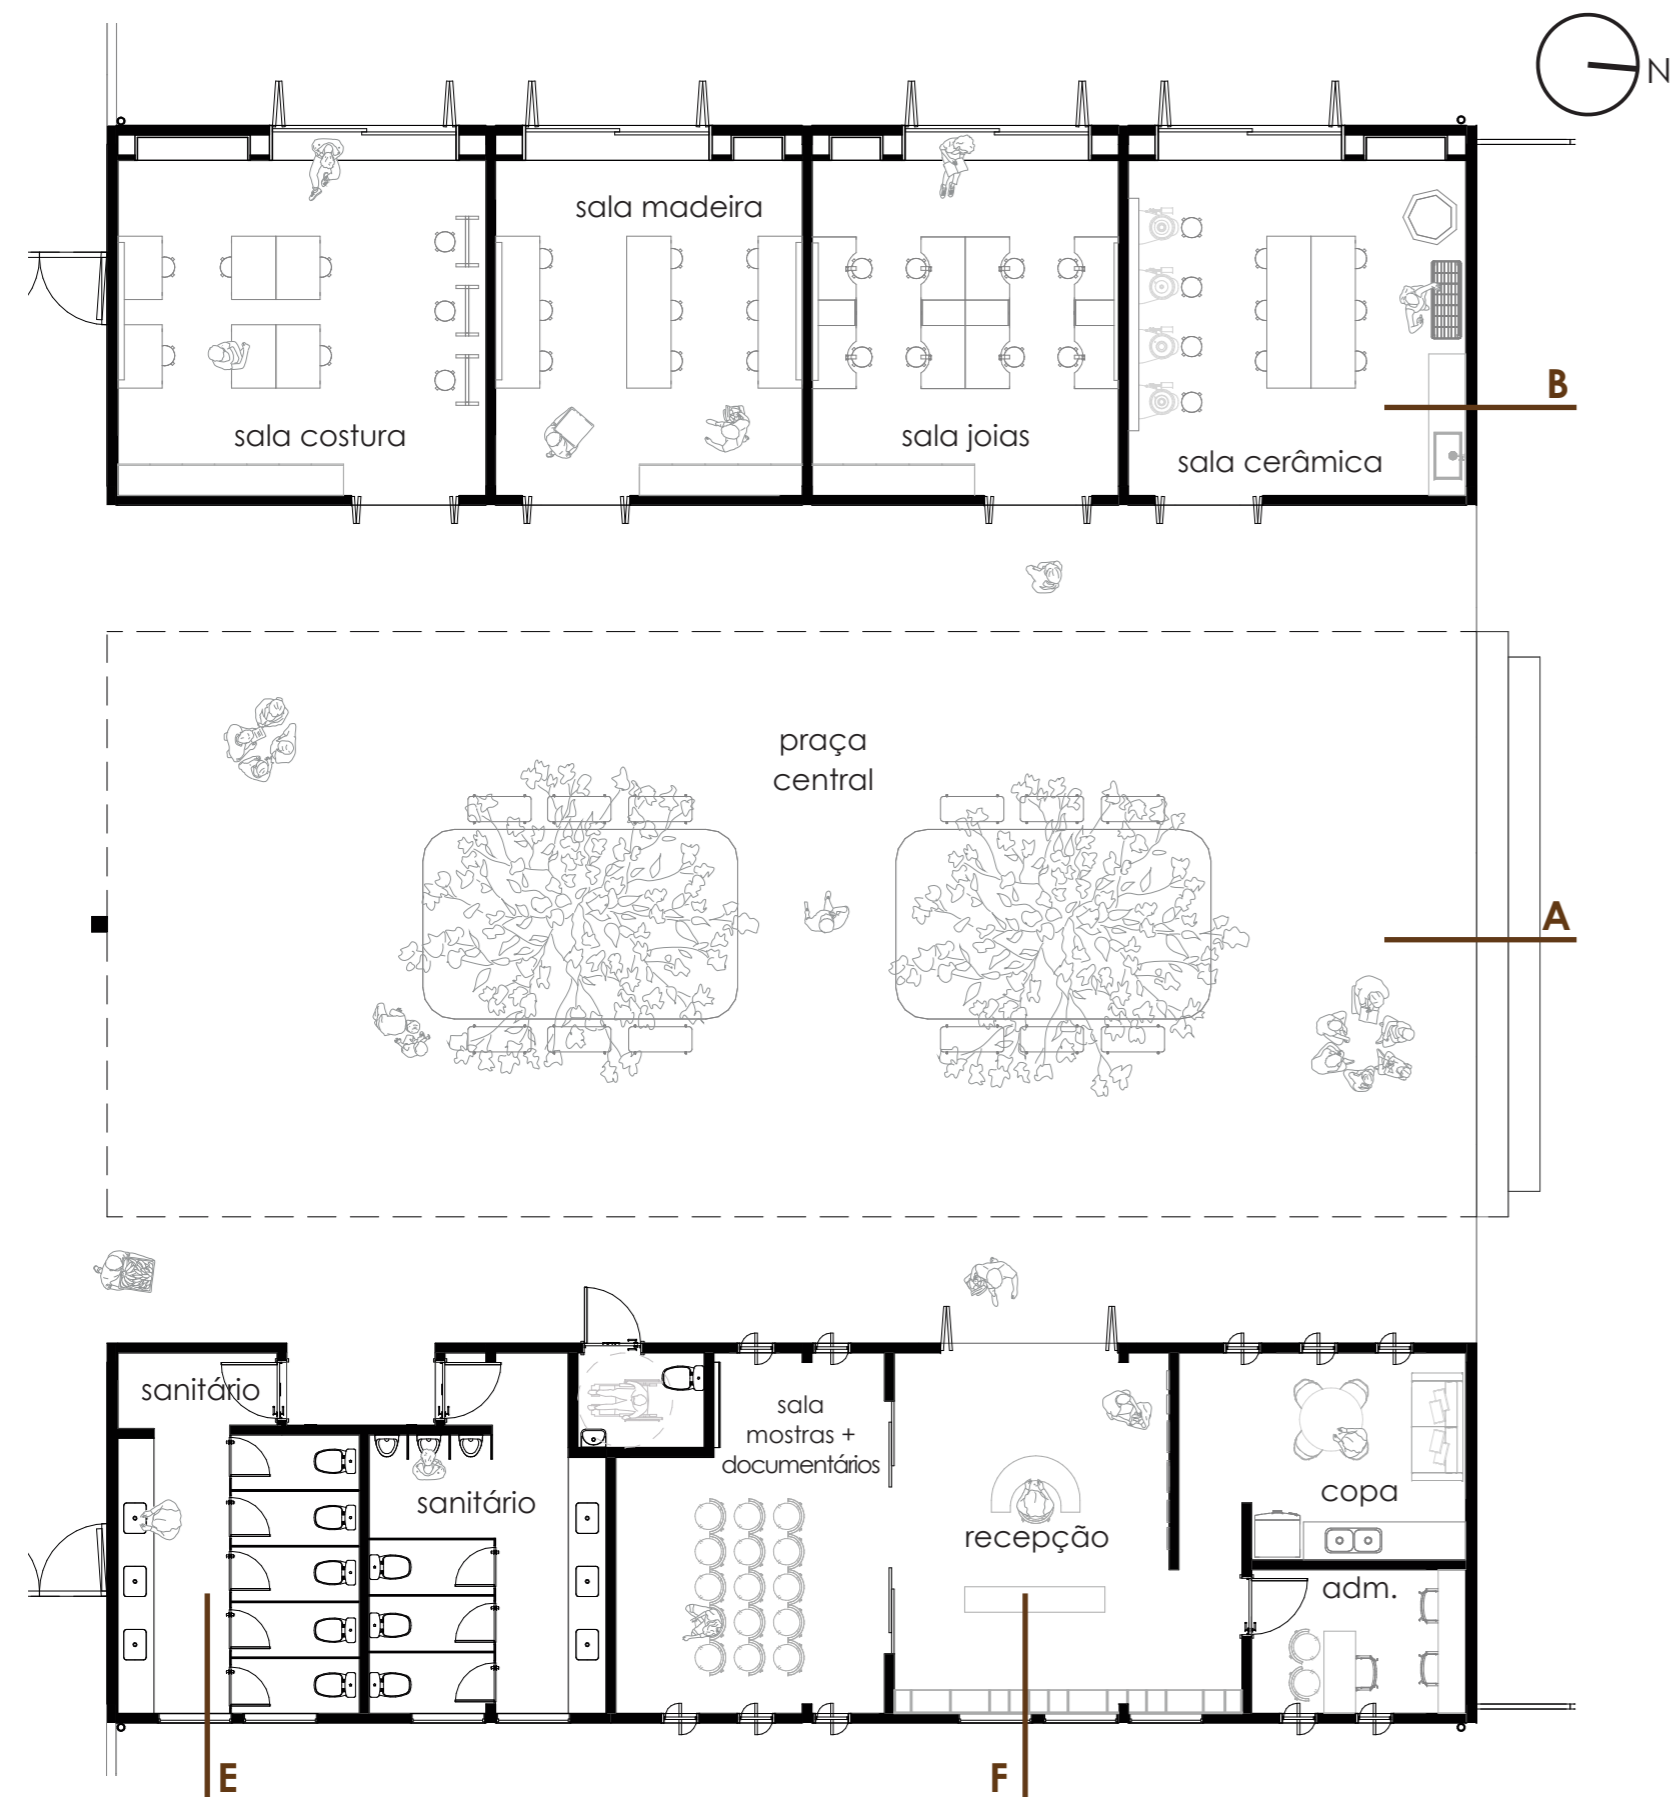 N
sala madeira
B
sala costura
sala joias
sala cerâmica
praça
central
A
sanitário
sala
mostras +
documentários
sanitário
copa
recepção
adm.
E
F